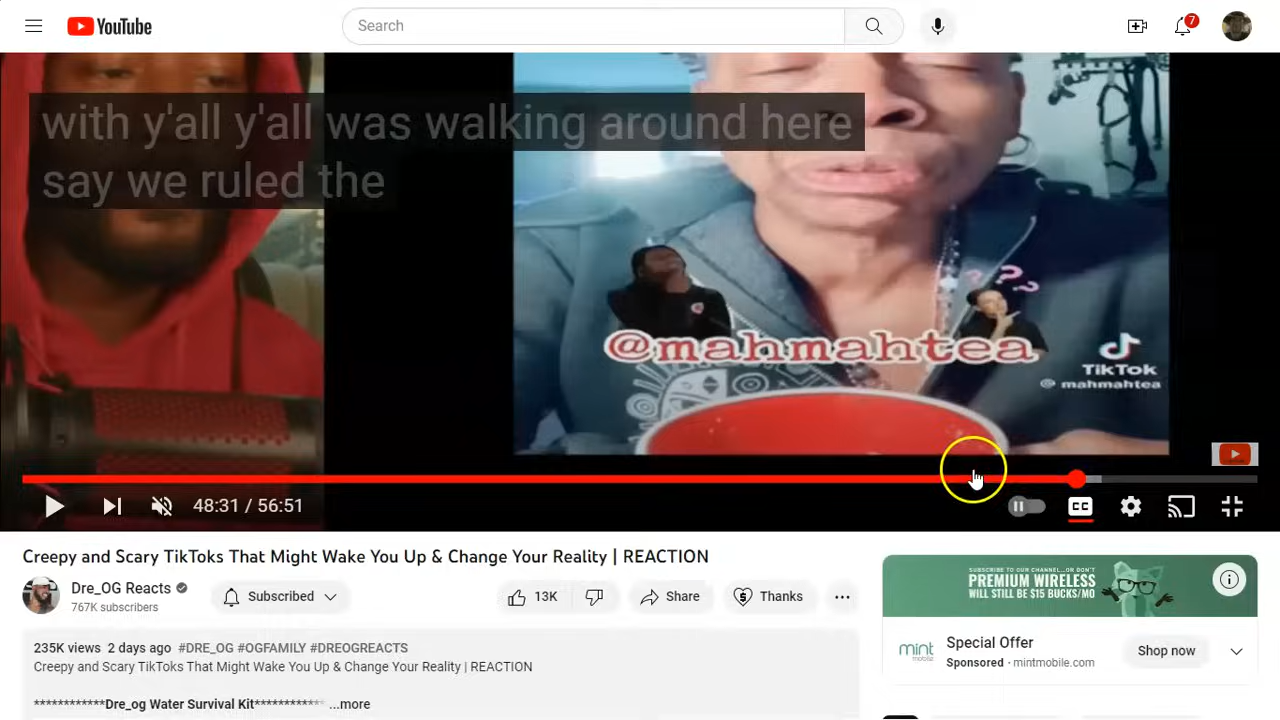 YouTube
Search
7
with y'all y'all was walking around here
say we ruled the
??
@mahmahtea
TikTok
@ mahmahtea
48:31 / 56:51
CC
Creepy and Scary TikToks That Might Wake You Up & Change Your Reality | REACTION
Dre_OG Reacts
767K subscribers
Subscribed
13K
Share
Thanks
235K views 2 days ago #DRE_OG #OGFAMILY #DREOGREACTS
Creepy and Scary TikToks That Might Wake You Up & Change Your Reality | REACTION
************Dre_og Water Survival Kit************ ...more
SUBSCRIBE TO OUR CHANNEL...OR DON'T
PREMIUM WIRELESS
WILL STILL BE $15 BUCKS/MO
mint
mobile
Special Offer
Sponsored · mintmobile.com
Shop now